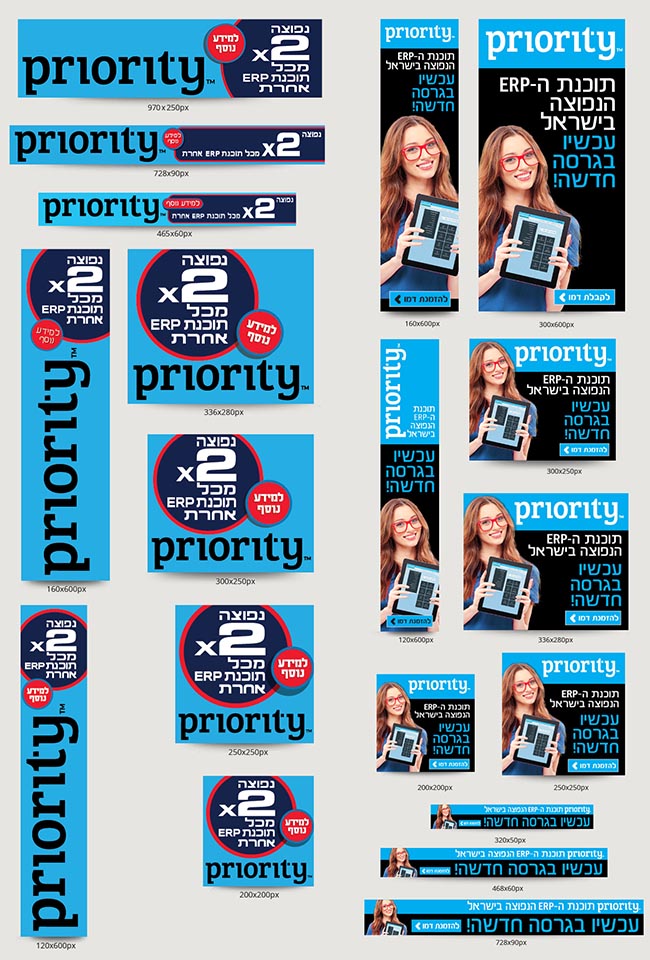 priority™
למידע
נוסף
נפוצה
x2
מכל
תוכנת ERP
אחרת
970x250px
priority™
למידע
נוסף
נפוצה
x2 מכל תוכנת ERP אחרת
728x90px
priority™
למידע נוסף
נפוצה
x2 מכל תוכנת ERP אחרת
465x60px
נפוצה
x2
מכל
תוכנת ERP
אחרת
למידע
נוסף
priority™
160x600px
נפוצה
x2
מכל
תוכנת ERP
אחרת
למידע
נוסף
priority™
336x280px
נפוצה
x2
מכל
תוכנת ERP
אחרת
למידע
נוסף
priority™
300x250px
נפוצה
x2
מכל
תוכנת ERP
אחרת
למידע
נוסף
priority™
120x600px
נפוצה
x2
מכל
תוכנת ERP
אחרת
למידע
נוסף
priority™
250x250px
נפוצה
x2
מכל
תוכנת ERP
אחרת
למידע
נוסף
priority™
200x200px
priority™
תוכנת ה-ERP
הנפוצה בישראל
עכשיו
בגרסה
חדשה!
להזמנת דמו
160x600px
priority™
תוכנת ה-ERP
הנפוצה
בישראל
עכשיו
בגרסה
חדשה!
לקבלת דמו
300x600px
priority™
תוכנת
ה-ERP
הנפוצה
בישראל
עכשיו
בגרסה
חדשה!
להזמנת דמו
120x600px
priority™
תוכנת ה-ERP
הנפוצה בישראל
עכשיו
בגרסה
חדשה!
להזמנת דמו
300x250px
priority™
תוכנת ה-ERP
הנפוצה בישראל
עכשיו
בגרסה
חדשה!
להזמנת דמו
336x280px
priority™
תוכנת ה-ERP
הנפוצה בישראל
עכשיו
בגרסה
חדשה!
להזמנת דמו
200x200px
priority™
תוכנת ה-ERP
הנפוצה בישראל
עכשיו
בגרסה
חדשה!
להזמנת דמו
250x250px
priority תוכנת ה-ERP הנפוצה בישראל
עכשיו בגרסה חדשה!
להזמנת דמו
320x50px
priority תוכנת ה-ERP הנפוצה בישראל
עכשיו בגרסה חדשה!
להזמנת דמו
468x60px
priority תוכנת ה-ERP הנפוצה בישראל
עכשיו בגרסה חדשה!
להזמנת דמו
728x90px